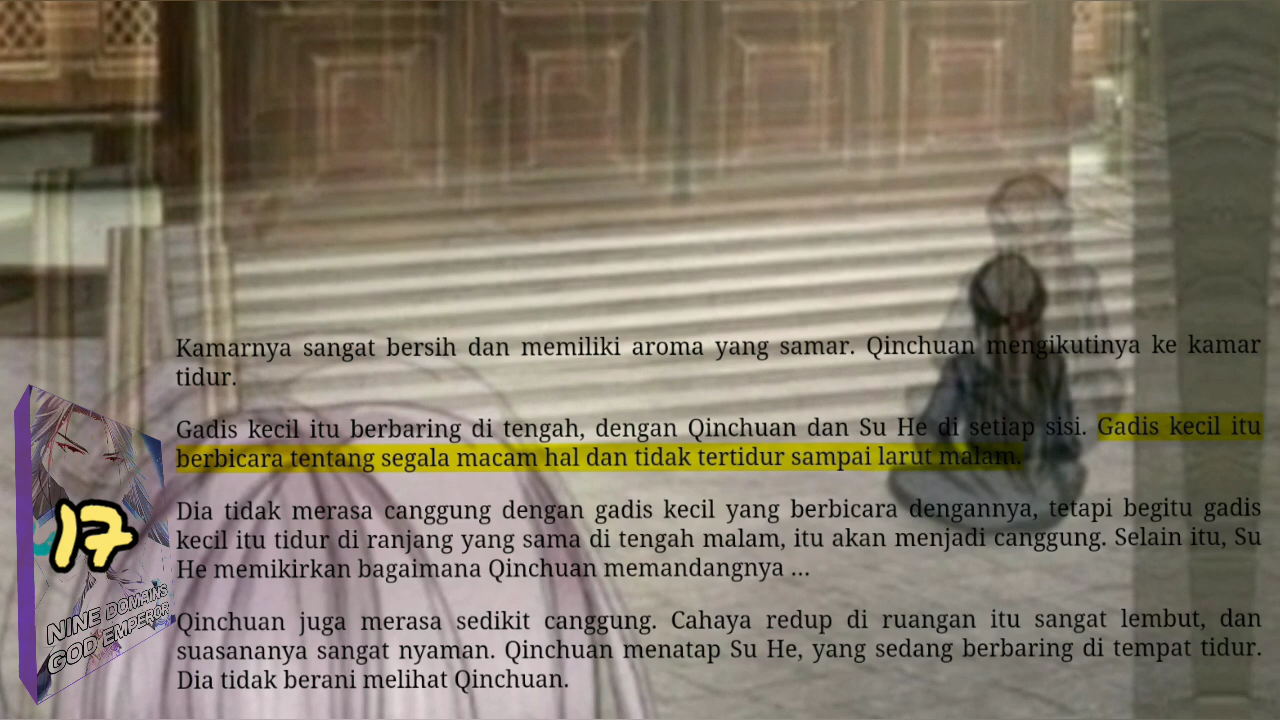 Kamarnya sangat bersih dan memiliki aroma yang samar. Qinchuan mengikutinya ke kamar
tidur.
Gadis kecil itu berbaring di tengah, dengan Qinchuan dan Su He di setiap sisi. Gadis kecil itu
berbicara tentang segala macam hal dan tidak tertidur sampai larut malam.
Dia tidak merasa canggung dengan gadis kecil yang berbicara dengannya, tetapi begitu gadis
kecil itu tidur di ranjang yang sama di tengah malam, itu akan menjadi canggung. Selain itu, Su
He memikirkan bagaimana Qinchuan memandangnya ...
Qinchuan juga merasa sedikit canggung. Cahaya redup di ruangan itu sangat lembut, dan
suasananya sangat nyaman. Qinchuan menatap Su He, yang sedang berbaring di tempat tidur.
Dia tidak berani melihat Qinchuan.
17
NINE DOMAINS
GOD EMPEROR